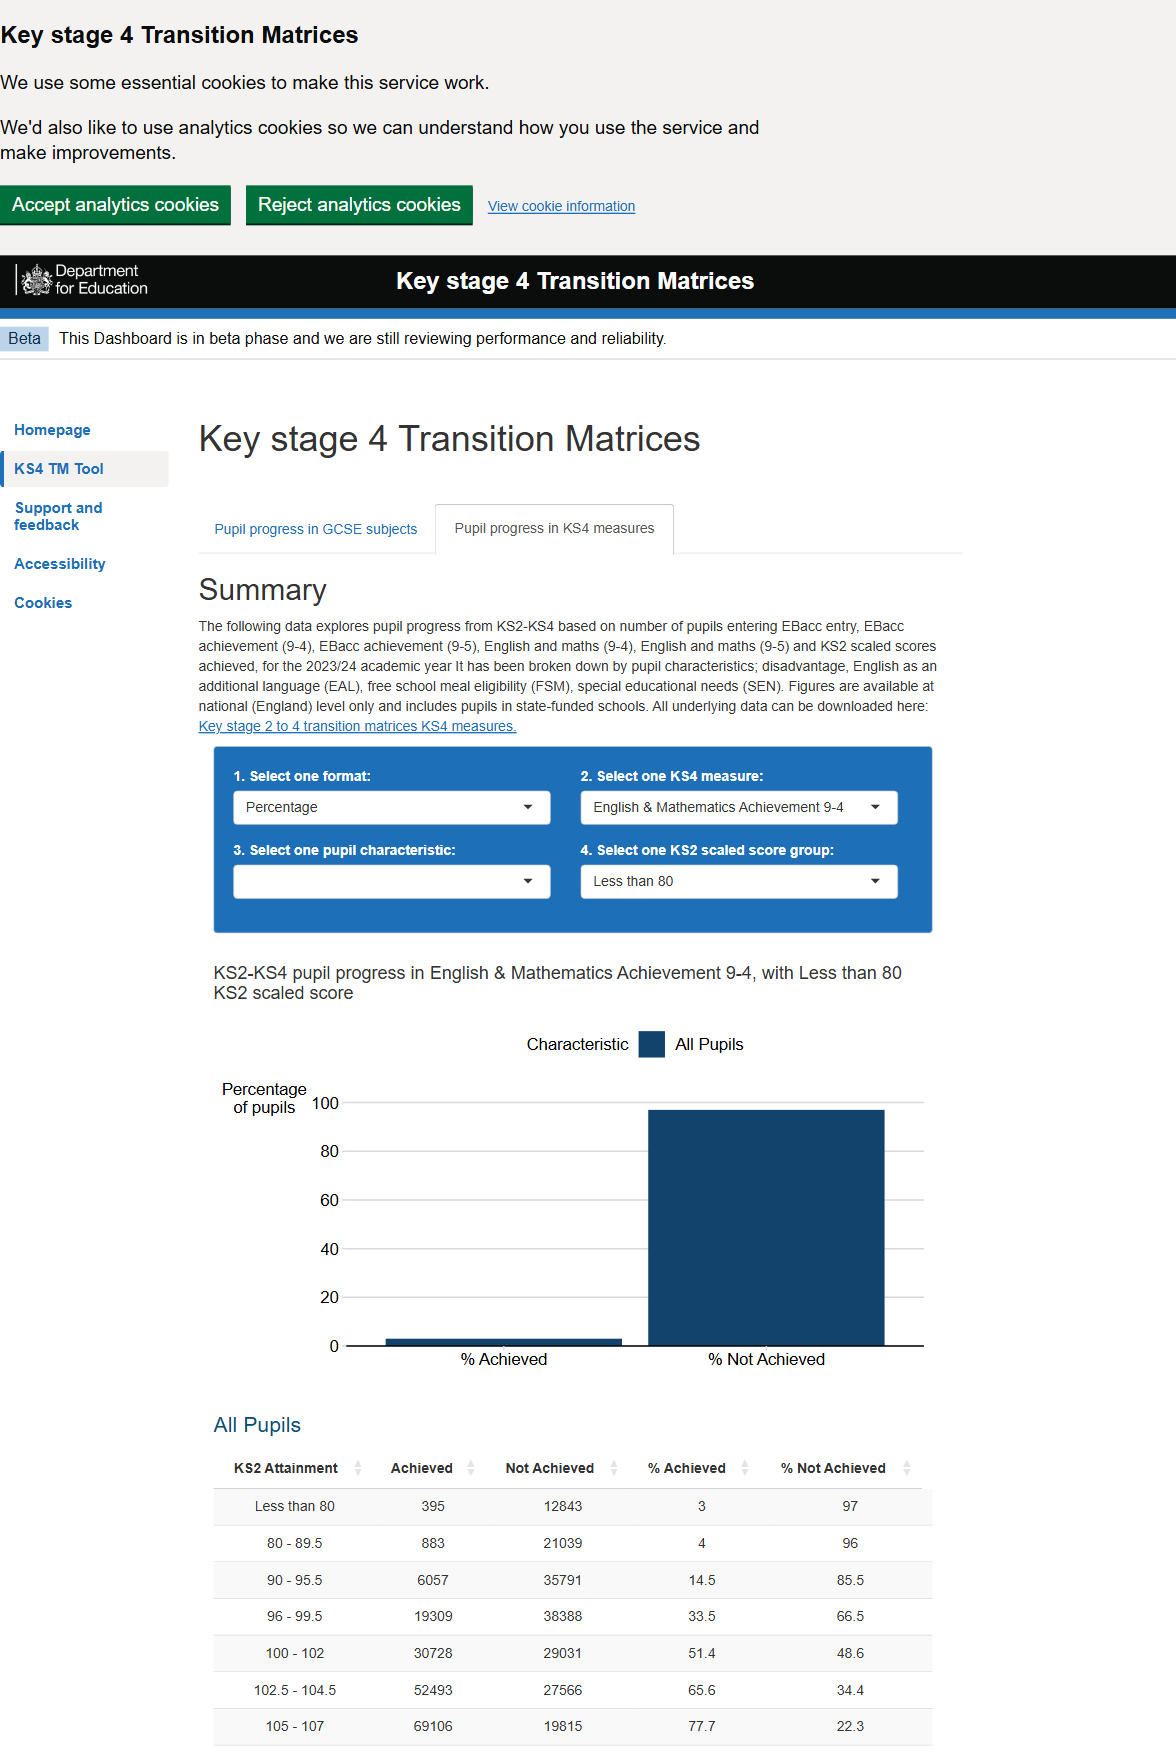 Key stage 4 Transition Matrices
We use some essential cookies to make this service work.
We'd also like to use analytics cookies so we can understand how you use the service and
make improvements.
Accept analytics cookies Reject analytics cookies View cookie information
Department
for Education
Key stage 4 Transition Matrices
Beta This Dashboard is in beta phase and we are still reviewing performance and reliability.
Homepage
KS4 TM Tool
Support and
feedback
Accessibility
Cookies
Key stage 4 Transition Matrices
Pupil progress in GCSE subjects Pupil progress in KS4 measures
Summary
The following data explores pupil progress from KS2-KS4 based on number of pupils entering EBacc entry, EBacc
achievement (9-4), EBacc achievement (9-5), English and maths (9-4), English and maths (9-5) and KS2 scaled scores
achieved, for the 2023/24 academic year It has been broken down by pupil characteristics; disadvantage, English as an
additional language (EAL), free school meal eligibility (FSM), special educational needs (SEN). Figures are available at
national (England) level only and includes pupils in state-funded schools. All underlying data can be downloaded here:
Key stage 2 to 4 transition matrices KS4 measures.
1. Select one format: 2. Select one KS4 measure:
Percentage English & Mathematics Achievement 9-4
3. Select one pupil characteristic: 4. Select one KS2 scaled score group:
Less than 80
KS2-KS4 pupil progress in English & Mathematics Achievement 9-4, with Less than 80
KS2 scaled score
Characteristic All Pupils
Percentage
of pupils
100
80
60
40
20
0
% Achieved % Not Achieved
All Pupils
KS2 Attainment Achieved Not Achieved % Achieved % Not Achieved
Less than 80 395 12843 3 97
80 - 89.5 883 21039 4 96
90 - 95.5 6057 35791 14.5 85.5
96 - 99.5 19309 38388 33.5 66.5
100 - 102 30728 29031 51.4 48.6
102.5 - 104.5 52493 27566 65.6 34.4
105 - 107 69106 19815 77.7 22.3